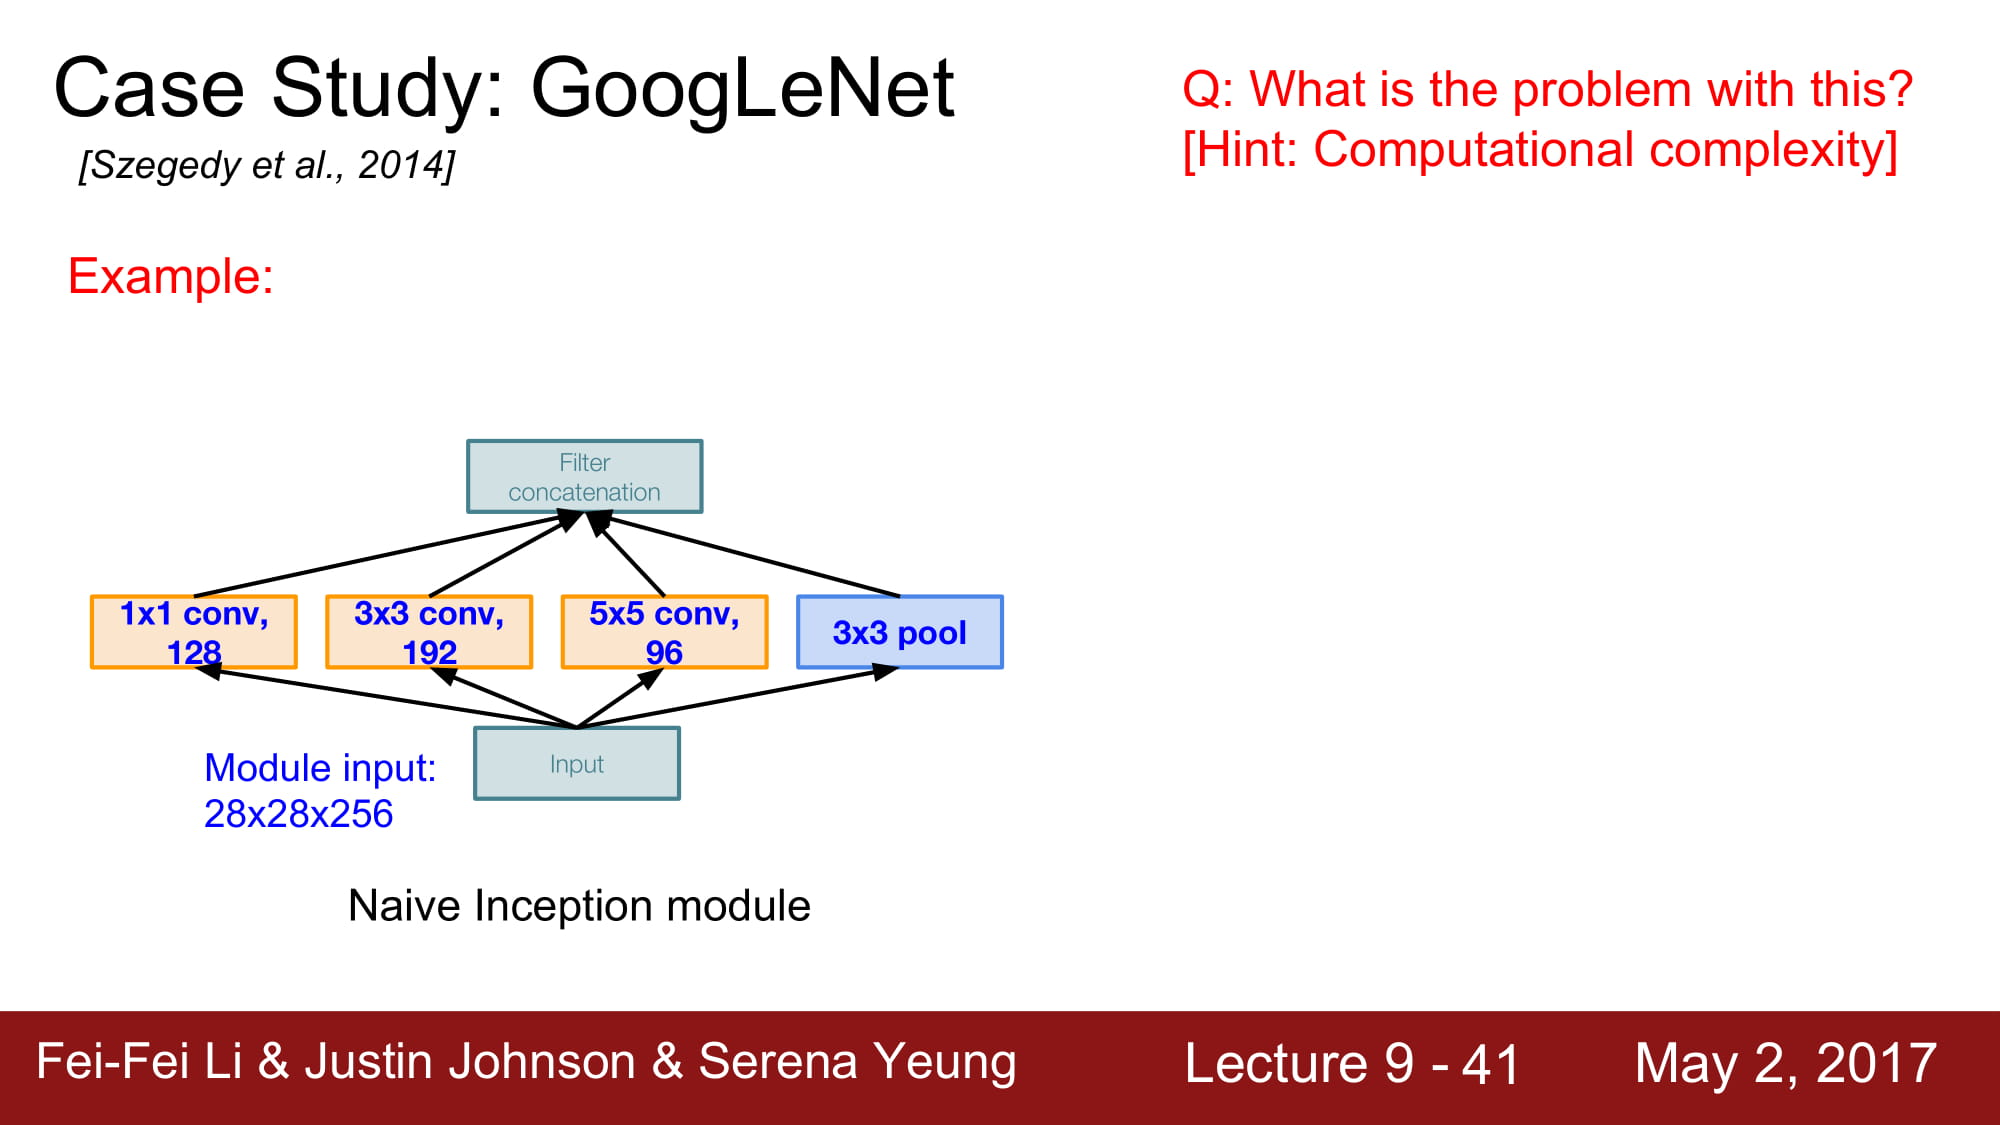 Case Study: GoogLeNet
[Szegedy et al., 2014]
Q: What is the problem with this?
[Hint: Computational complexity]
Example:
Filter
concatenation
1x1 conv,
128
3x3 conv,
192
5x5 conv,
96
3x3 pool
Module input:
28x28x256
Input
Naive Inception module
Fei-Fei Li & Justin Johnson & Serena Yeung
Lecture 9 - 41
May 2, 2017